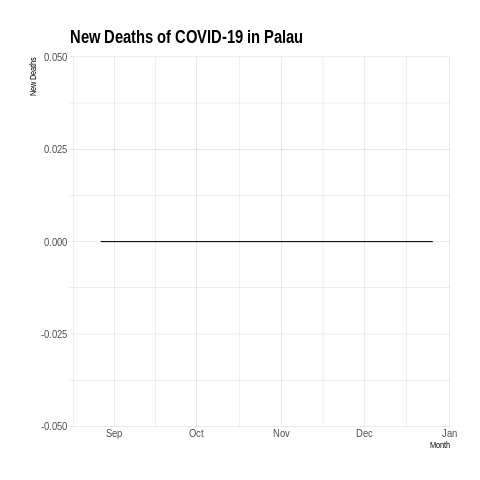 New Deaths of COVID-19 in Palau
New Deaths
0.050
0.025
0.000
-0.025
-0.050
Sep Oct Nov Dec Jan
Month